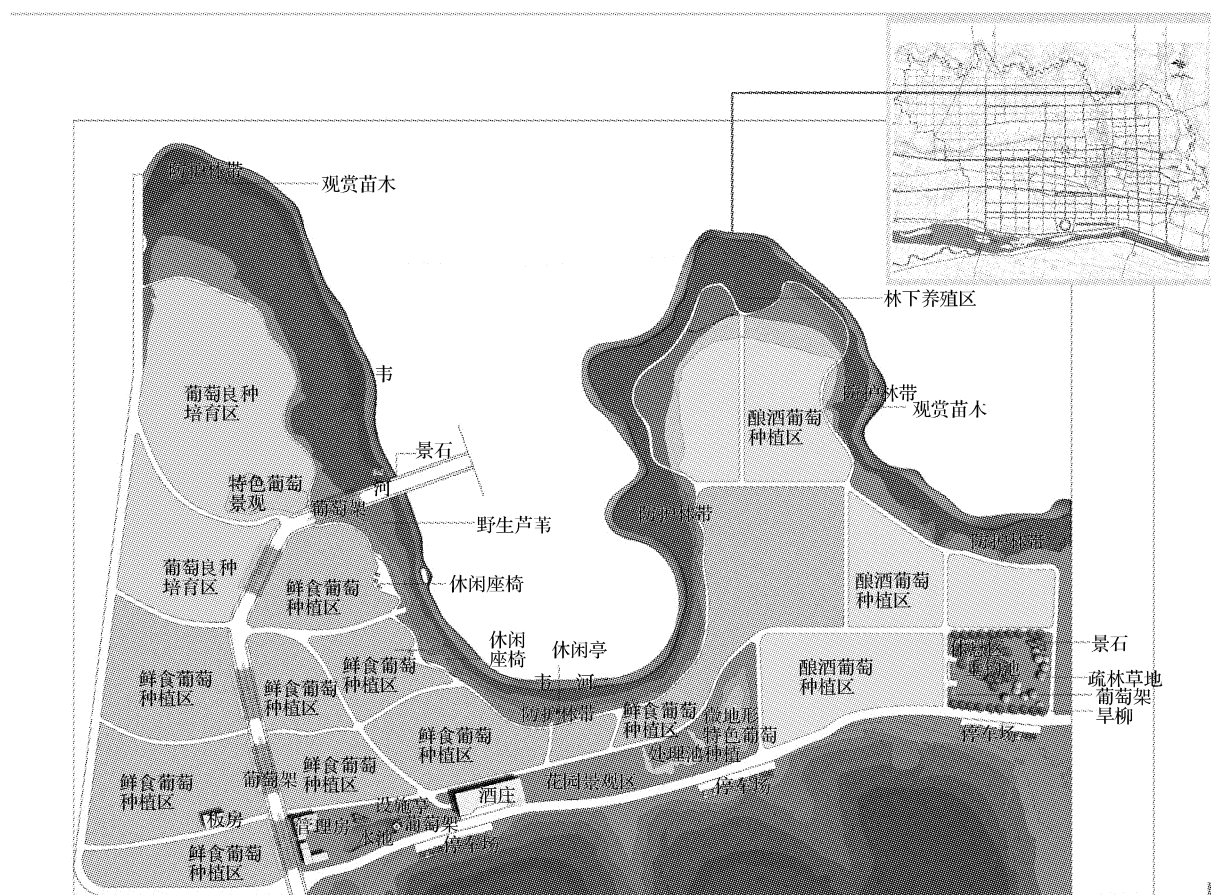 防护林带
观赏苗木
林下养殖区
韦
葡萄良种
培育区
防护林带
观赏苗木
酿酒葡萄
种植区
景石
河
特色葡萄
景观
葡萄架
野生芦苇
防护林带
防护林带
葡萄良种
培育区
鲜食葡萄
种植区
休闲座椅
酿酒葡萄
种植区
休闲
座椅
休闲亭
景石
鲜食葡萄
种植区
鲜食葡萄
种植区
鲜食葡萄
种植区
韦 河
酿酒葡萄
种植区
疏林草地
葡萄架
旱柳
停车场
防护林带
鲜食葡萄
种植区
微地形
特色葡萄
种植
处理池
鲜食葡萄
种植区
鲜食葡萄
种植区
葡萄架
鲜食葡萄
种植区
花园景观区
停车场
酒庄
板房
管理房
葡萄架
水池
停车场
鲜食葡萄
种植区